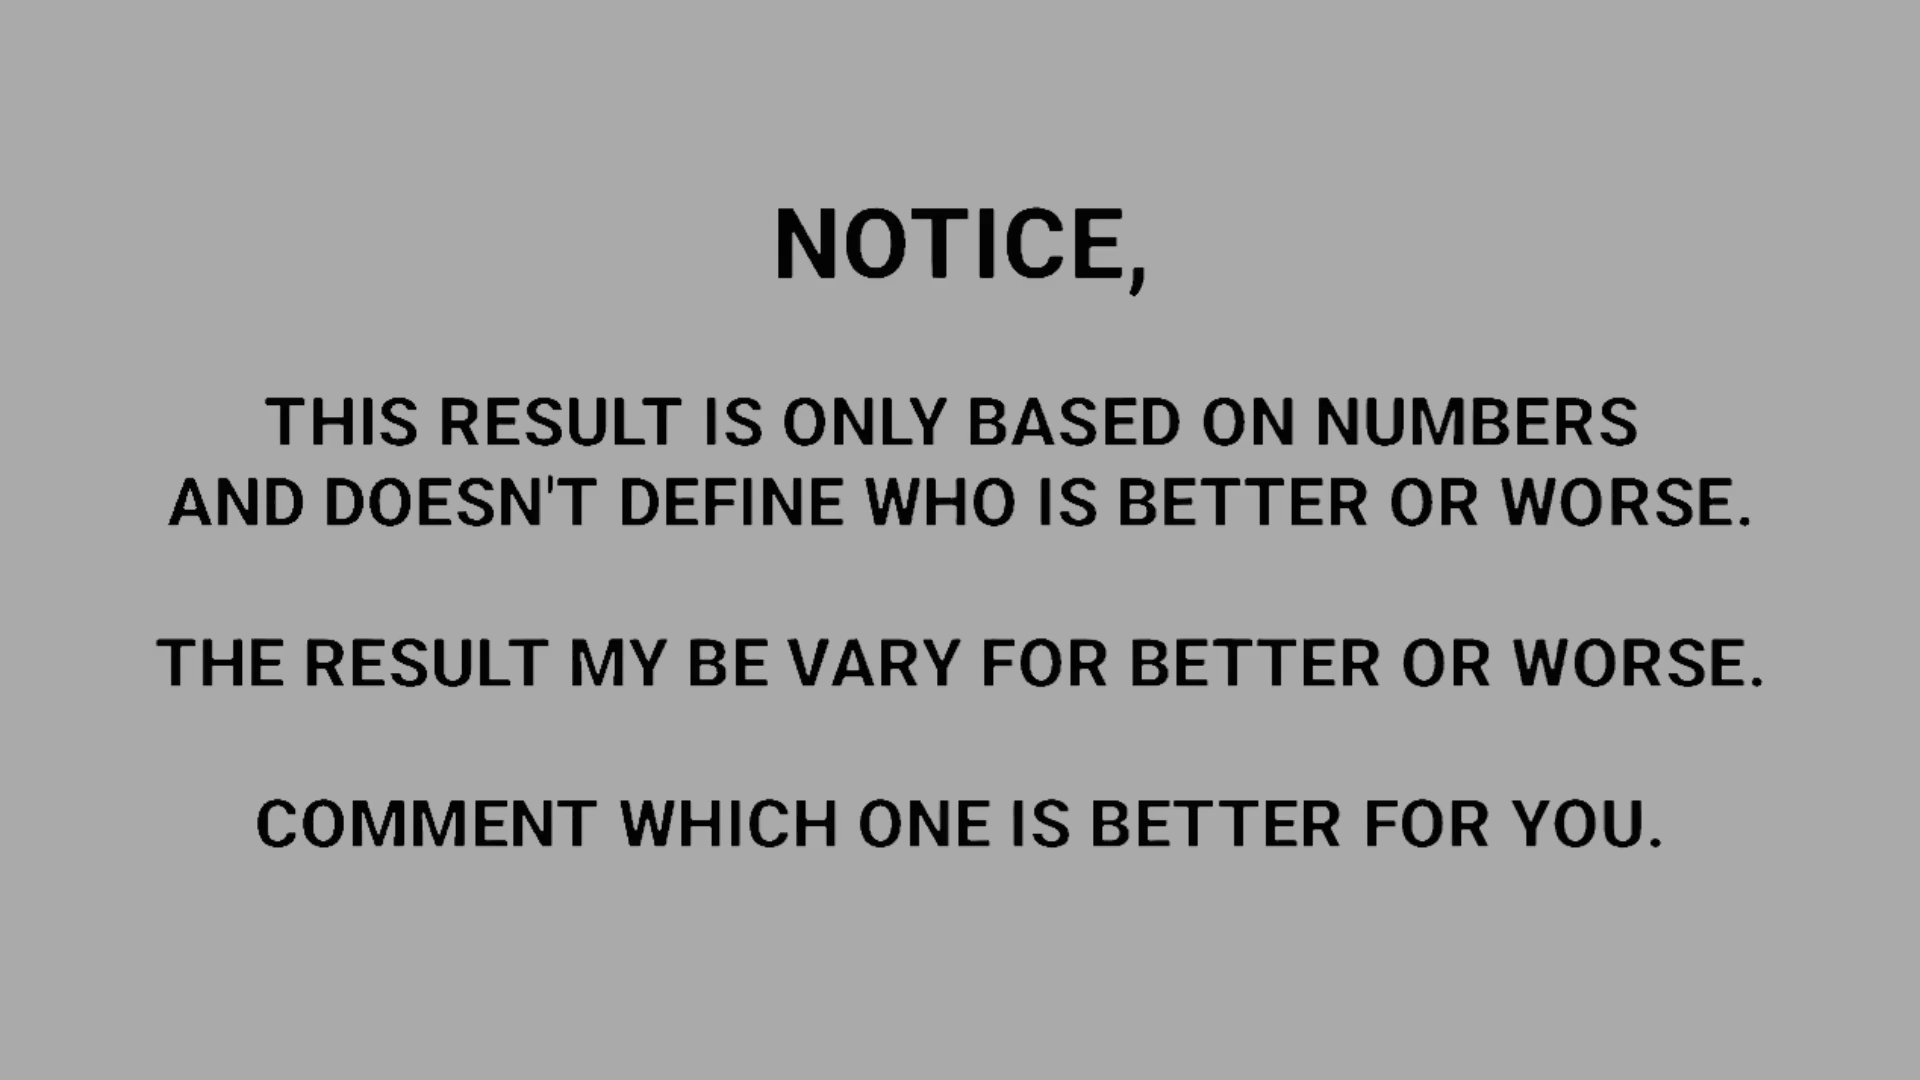 NOTICE,
THIS RESULT IS ONLY BASED ON NUMBERS
AND DOESN'T DEFINE WHO IS BETTER OR WORSE.
THE RESULT MY BE VARY FOR BETTER OR WORSE.
COMMENT WHICH ONE IS BETTER FOR YOU.